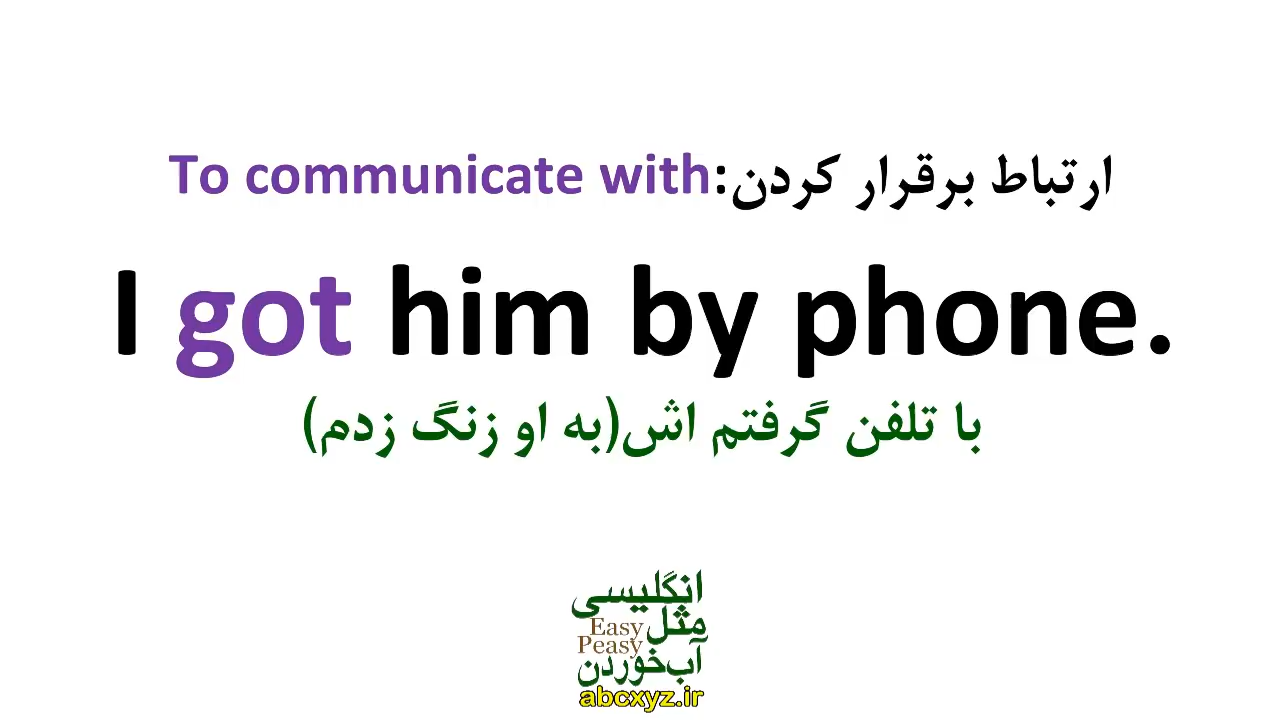 To communicate with:ارتباط برقرار کردن
I got him by phone.
با تلفن گرفتم اش(به او زنگ زدم)
انگلیسی
مثل
Easy
Peasy
آب‌خوردن
abcxyz.ir